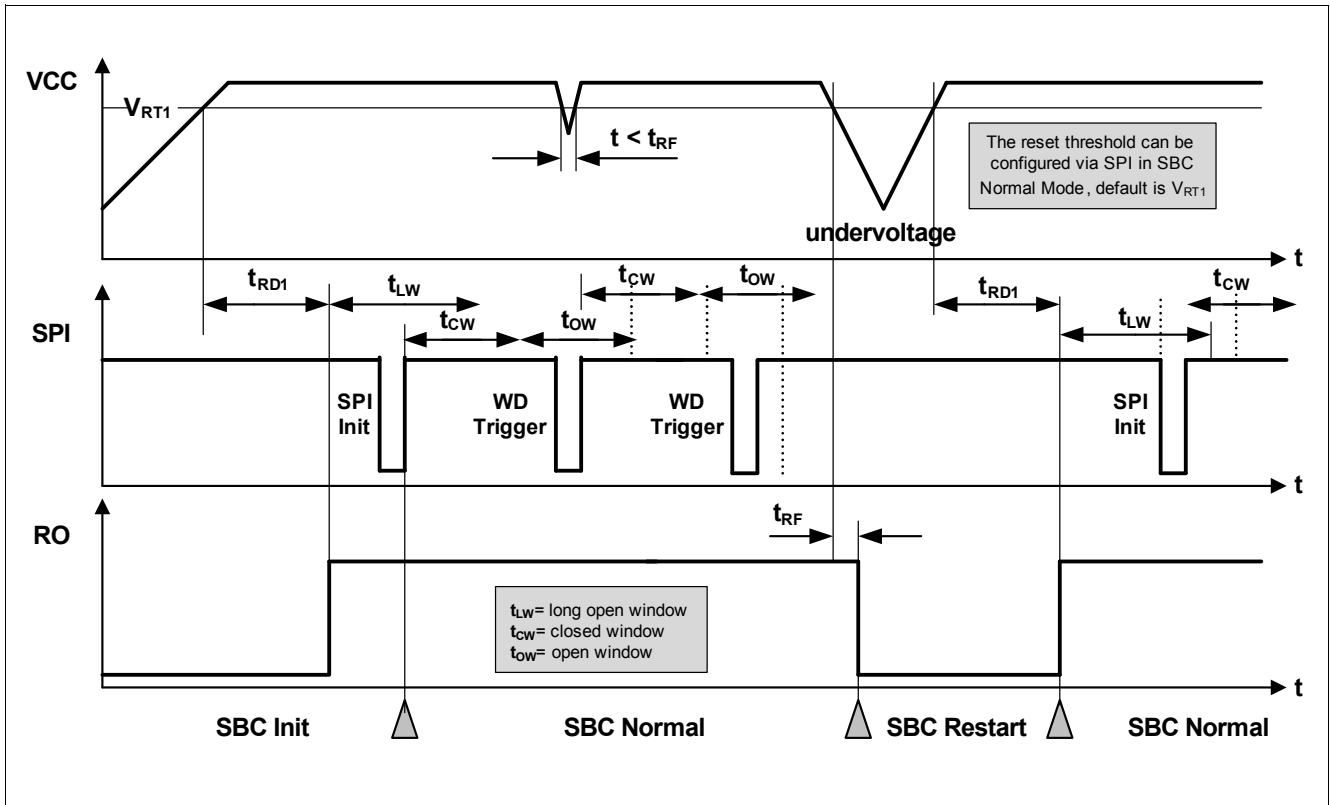 VCC
VRT1
t < tRF
The reset threshold can be
configured via SPI in SBC
Normal Mode, default is VRT1
undervoltage
t
tRD1
tLW
tCW
tOW
tCW
tOW
tRD1
tLW
tCW
SPI
SPI
Init
WD
Trigger
WD
Trigger
SPI
Init
t
RO
tRF
tLW= long open window
tCW= closed window
tOW= open window
t
SBC Init
SBC Normal
SBC Restart
SBC Normal